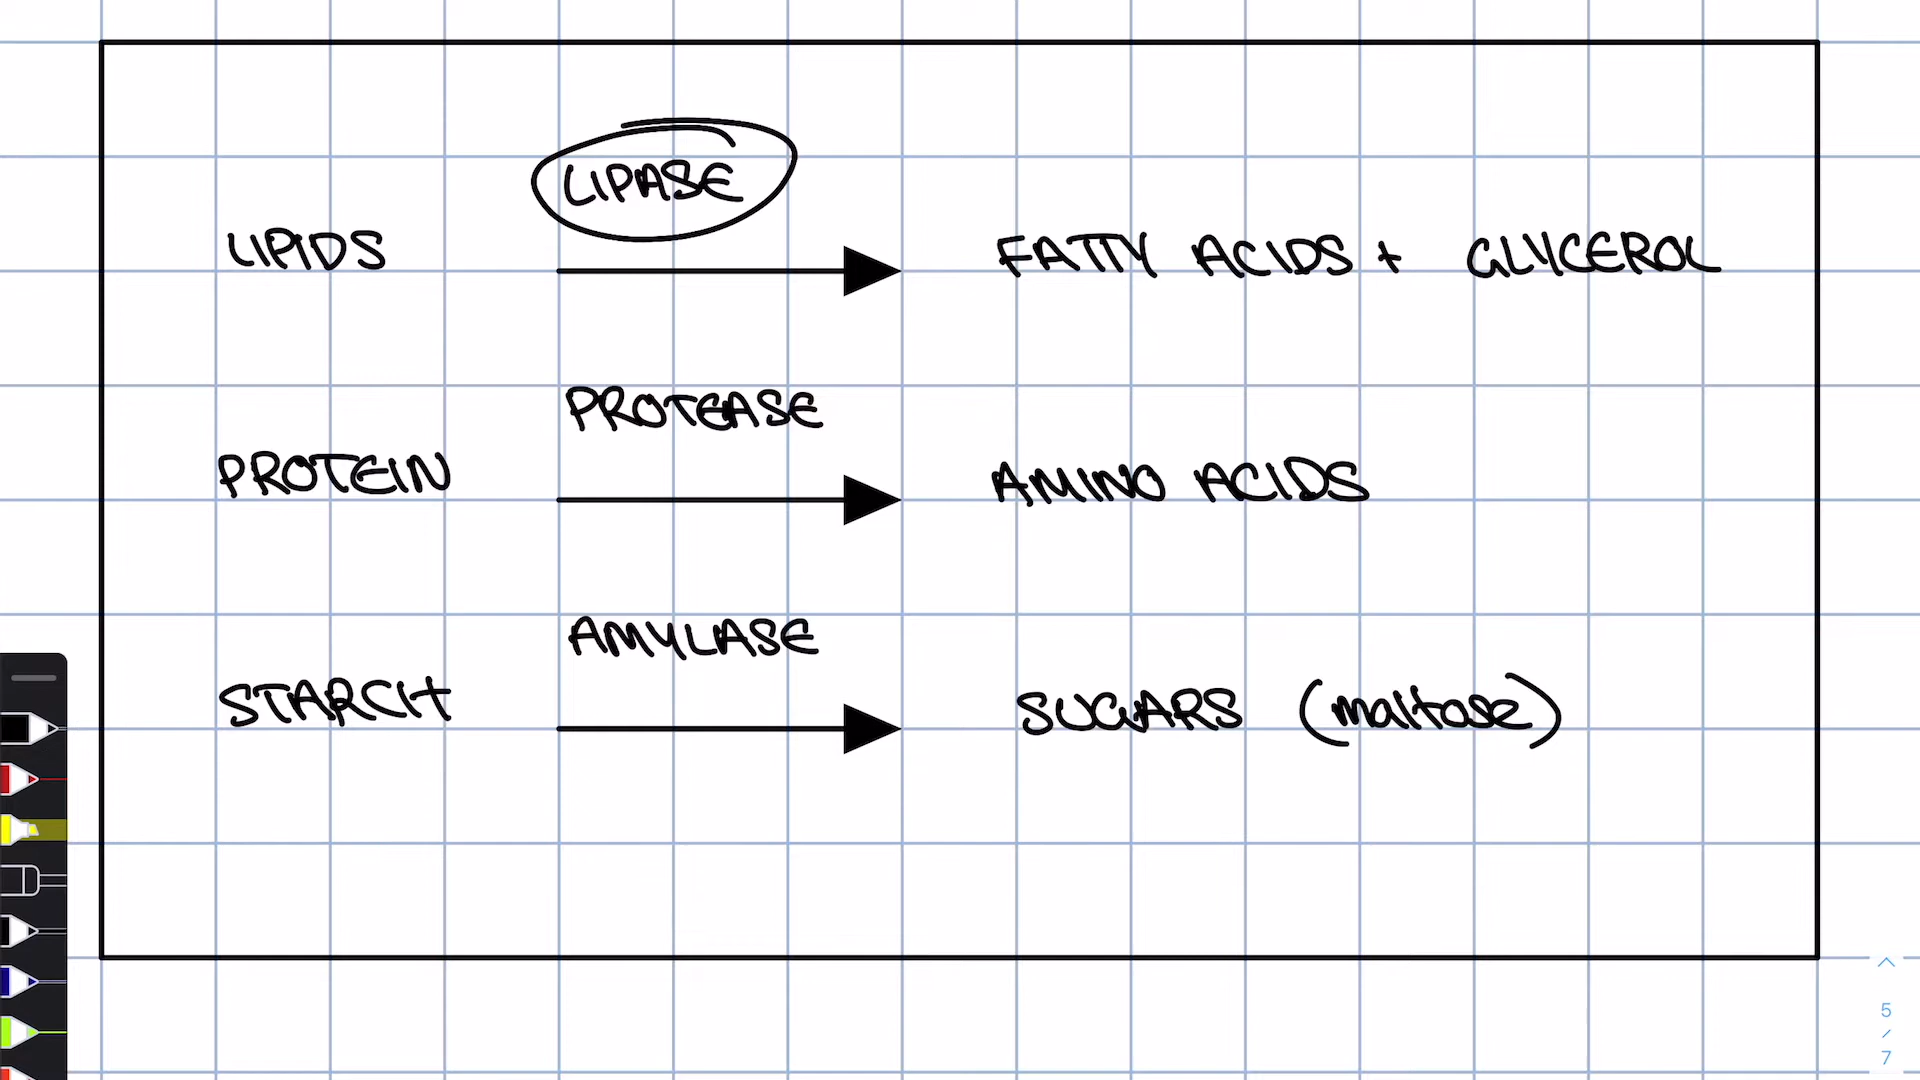 LIPASE
LIPIDS FATTY ACIDS + GLYCEROL
PROTEASE
PROTEIN AMINO ACIDS
AMYLASE
STARCH SUGARS (maltose)
5
/
7